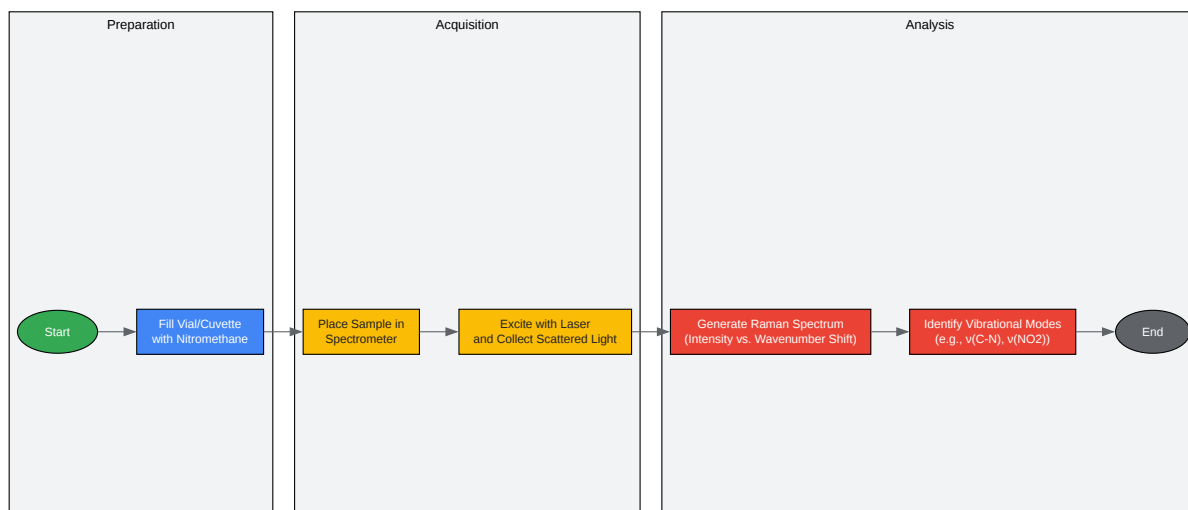 Preparation
Acquisition
Analysis
Start
Fill Vial/Cuvette
with Nitromethane
Place Sample in
Spectrometer
Excite with Laser
and Collect Scattered Light
Generate Raman Spectrum
(Intensity vs. Wavenumber Shift)
Identify Vibrational Modes
(e.g., ν(C-N), ν(NO2))
End